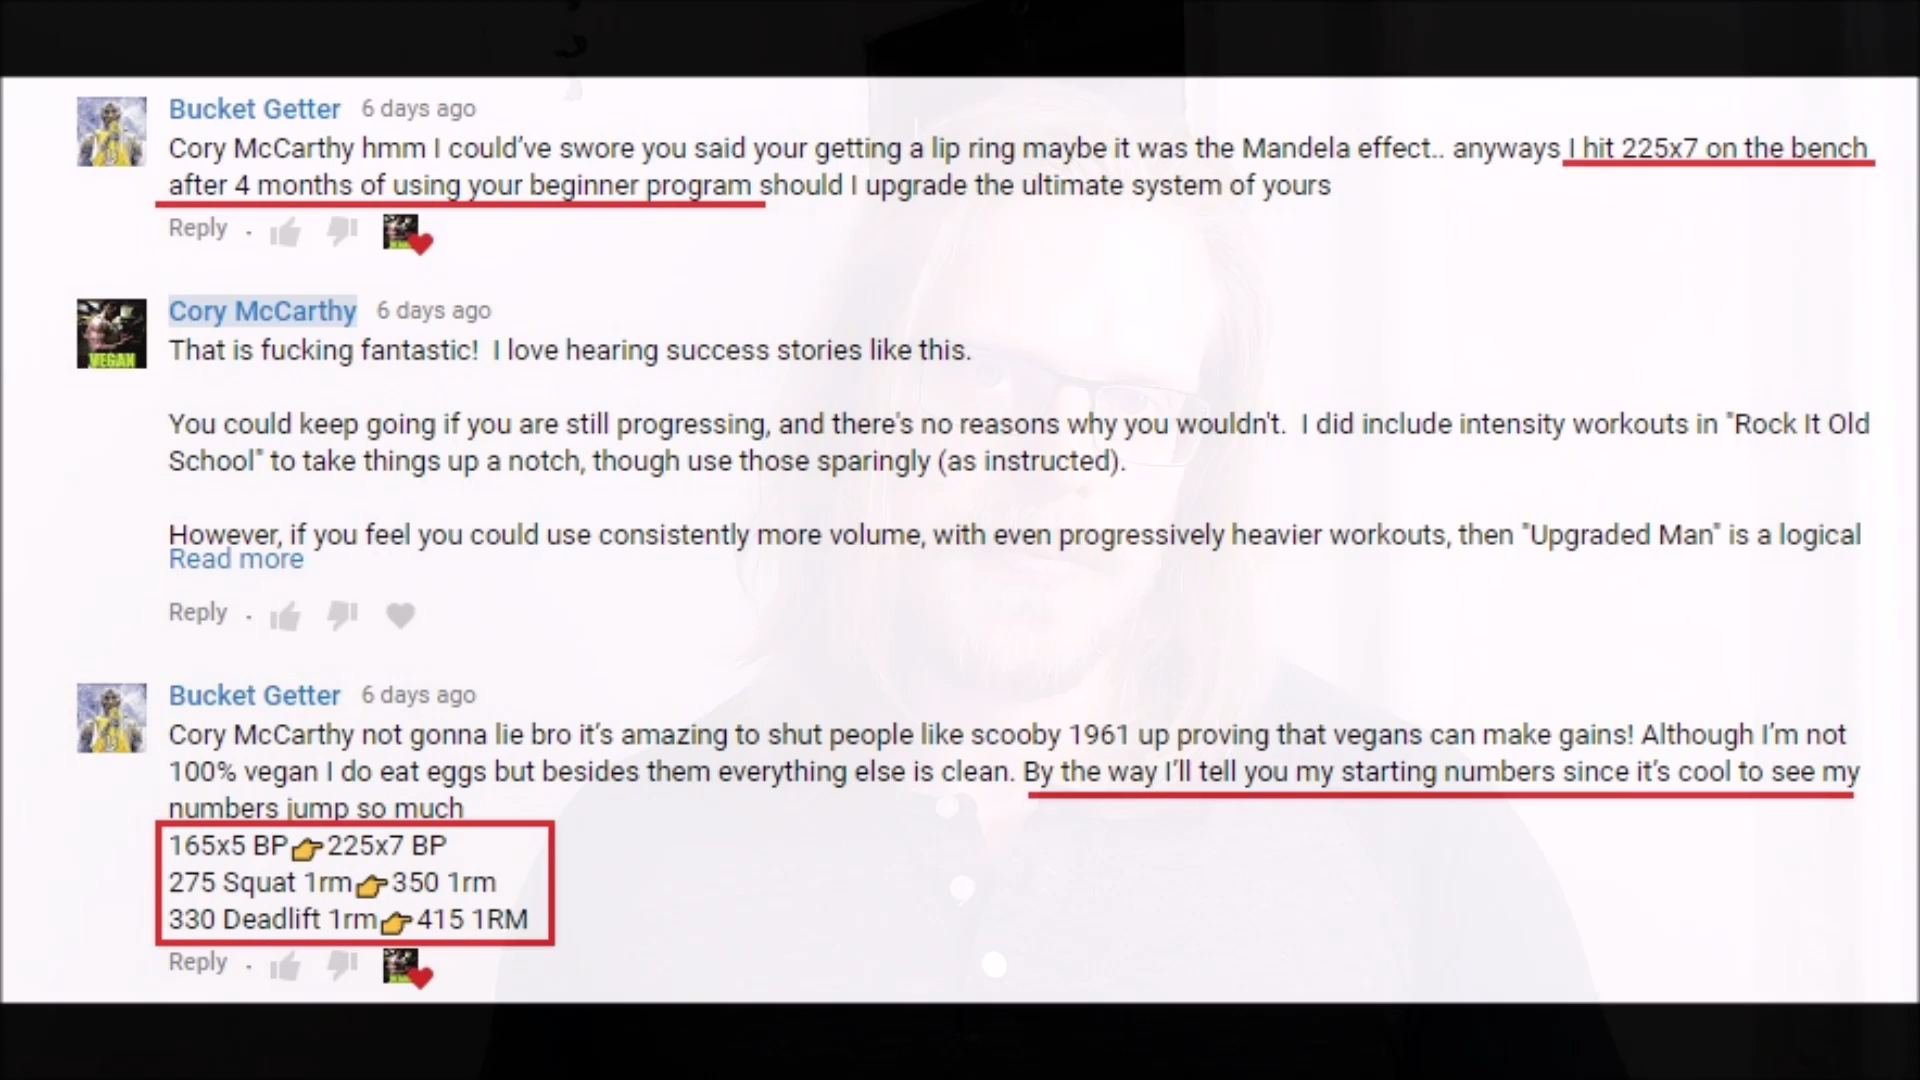 Bucket Getter 6 days ago
Cory McCarthy hmm I could've swore you said your getting a lip ring maybe it was the Mandela effect.. anyways I hit 225x7 on the bench
after 4 months of using your beginner program should I upgrade the ultimate system of yours
Reply .
Cory McCarthy 6 days ago
VEGAN
That is fucking fantastic!  I love hearing success stories like this.
You could keep going if you are still progressing, and there's no reasons why you wouldn't.  I did include intensity workouts in "Rock It Old
School" to take things up a notch, though use those sparingly (as instructed).
However, if you feel you could use consistently more volume, with even progressively heavier workouts, then "Upgraded Man" is a logical
Read more
Reply .
Bucket Getter 6 days ago
Cory McCarthy not gonna lie bro it's amazing to shut people like scooby 1961 up proving that vegans can make gains! Although I'm not
100% vegan I do eat eggs but besides them everything else is clean. By the way I'll tell you my starting numbers since it's cool to see my
numbers jump so much
165x5 BP👉225x7 BP
275 Squat 1rm👉350 1rm
330 Deadlift 1rm👉415 1RM
Reply .